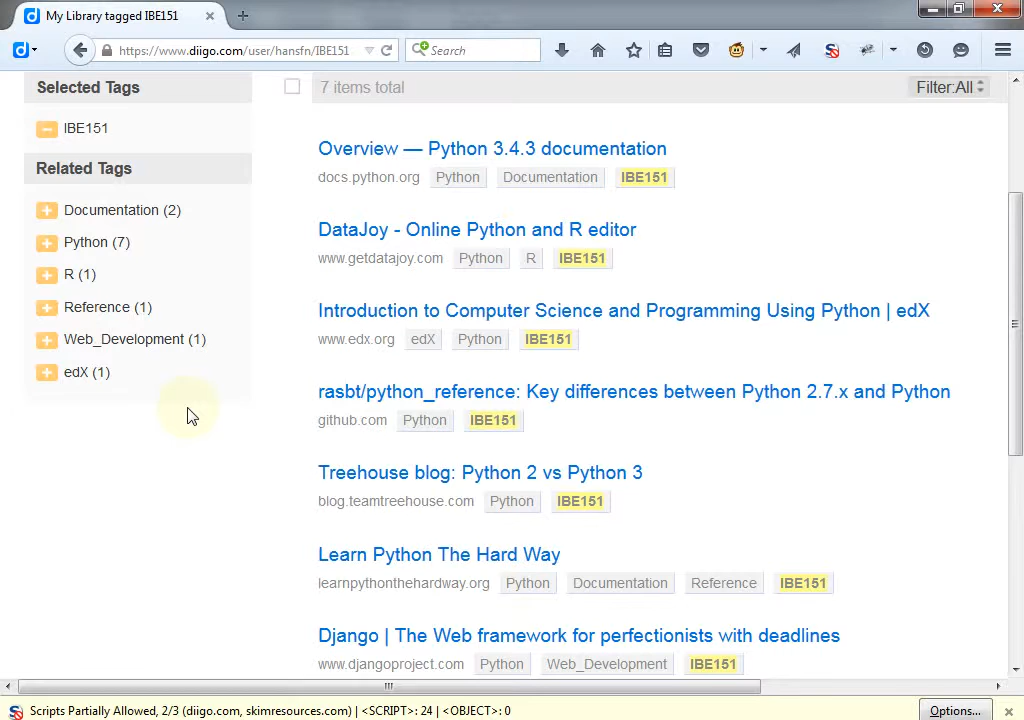 My Library tagged IBE151
https://www.diigo.com/user/hansfn/IBE151
Search
Selected Tags
IBE151
Related Tags
Documentation (2)
Python (7)
R (1)
Reference (1)
Web_Development (1)
edX (1)
7 items total
Filter:All
Overview — Python 3.4.3 documentation
docs.python.org Python Documentation IBE151
DataJoy - Online Python and R editor
www.getdatajoy.com Python R IBE151
Introduction to Computer Science and Programming Using Python | edX
www.edx.org edX Python IBE151
rasbt/python_reference: Key differences between Python 2.7.x and Python
github.com Python IBE151
Treehouse blog: Python 2 vs Python 3
blog.teamtreehouse.com Python IBE151
Learn Python The Hard Way
learnpythonthehardway.org Python Documentation Reference IBE151
Django | The Web framework for perfectionists with deadlines
www.djangoproject.com Python Web_Development IBE151
Scripts Partially Allowed, 2/3 (diigo.com, skimresources.com) | <SCRIPT>: 24 | <OBJECT>: 0
Options...